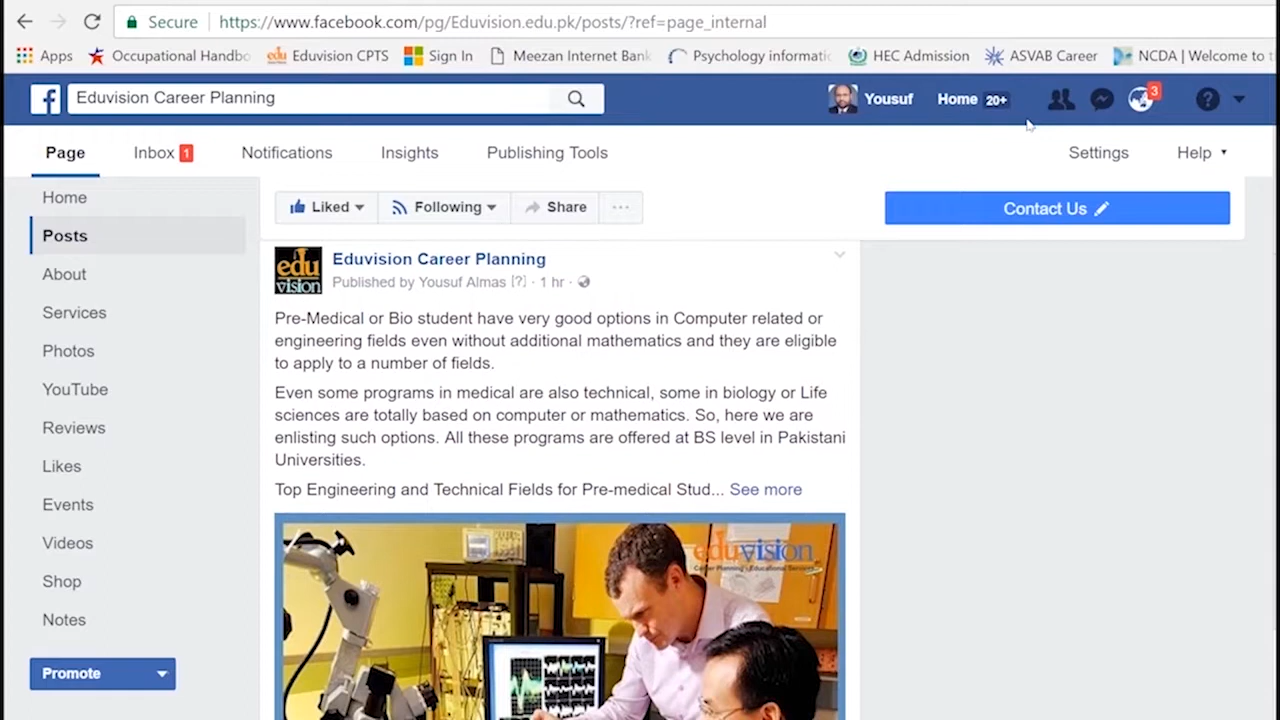 Secure https://www.facebook.com/pg/Eduvision.edu.pk/posts/?ref=page_internal
Apps Occupational Handbo Eduvision CPTS Sign In Meezan Internet Bank Psychology informatic HEC Admission ASVAB Career NCDA | Welcome to t
Eduvision Career Planning Yousuf Home 20+ 3 ?
Page Inbox 1 Notifications Insights Publishing Tools Settings Help
Home
Liked Following Share ... Contact Us
Posts
About
Services
Photos
YouTube
Reviews
Likes
Events
Videos
Shop
Notes
Promote
edu
vision
Eduvision Career Planning
Published by Yousuf Almas [?] · 1 hr ·
Pre-Medical or Bio student have very good options in Computer related or
engineering fields even without additional mathematics and they are eligible
to apply to a number of fields.
Even some programs in medical are also technical, some in biology or Life
sciences are totally based on computer or mathematics. So, here we are
enlisting such options. All these programs are offered at BS level in Pakistani
Universities.
Top Engineering and Technical Fields for Pre-medical Stud... See more
eduvision
Career Planning - Educational Services